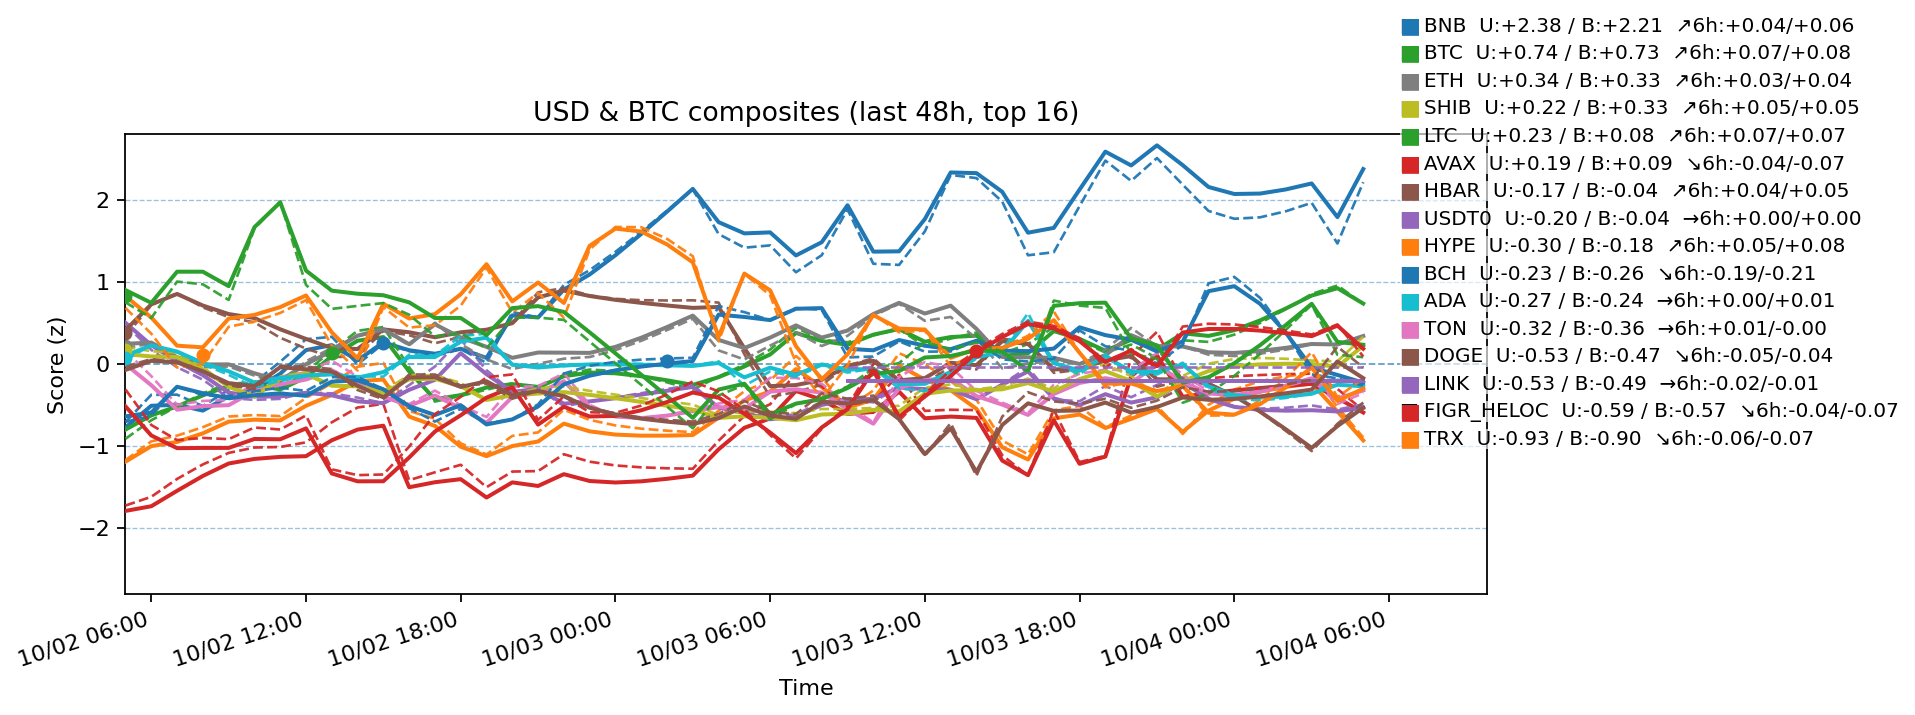 BNB  U:+2.38 / B:+2.21  ↗6h:+0.04/+0.06
BTC  U:+0.74 / B:+0.73  ↗6h:+0.07/+0.08
ETH  U:+0.34 / B:+0.33  ↗6h:+0.03/+0.04
SHIB  U:+0.22 / B:+0.33  ↗6h:+0.05/+0.05
LTC  U:+0.23 / B:+0.08  ↗6h:+0.07/+0.07
AVAX  U:+0.19 / B:+0.09  ↘6h:-0.04/-0.07
HBAR  U:-0.17 / B:-0.04  ↗6h:+0.04/+0.05
USDT0  U:-0.20 / B:-0.04  →6h:+0.00/+0.00
HYPE  U:-0.30 / B:-0.18  ↗6h:+0.05/+0.08
BCH  U:-0.23 / B:-0.26  ↘6h:-0.19/-0.21
ADA  U:-0.27 / B:-0.24  →6h:+0.00/+0.01
TON  U:-0.32 / B:-0.36  →6h:+0.01/-0.00
DOGE  U:-0.53 / B:-0.47  ↘6h:-0.05/-0.04
LINK  U:-0.53 / B:-0.49  →6h:-0.02/-0.01
FIGR_HELOC  U:-0.59 / B:-0.57  ↘6h:-0.04/-0.07
TRX  U:-0.93 / B:-0.90  ↘6h:-0.06/-0.07
USD & BTC composites (last 48h, top 16)
Score (z)
2
1
0
−1
−2
10/02 06:00
10/02 12:00
10/02 18:00
10/03 00:00
10/03 06:00
10/03 12:00
10/03 18:00
10/04 00:00
10/04 06:00
Time